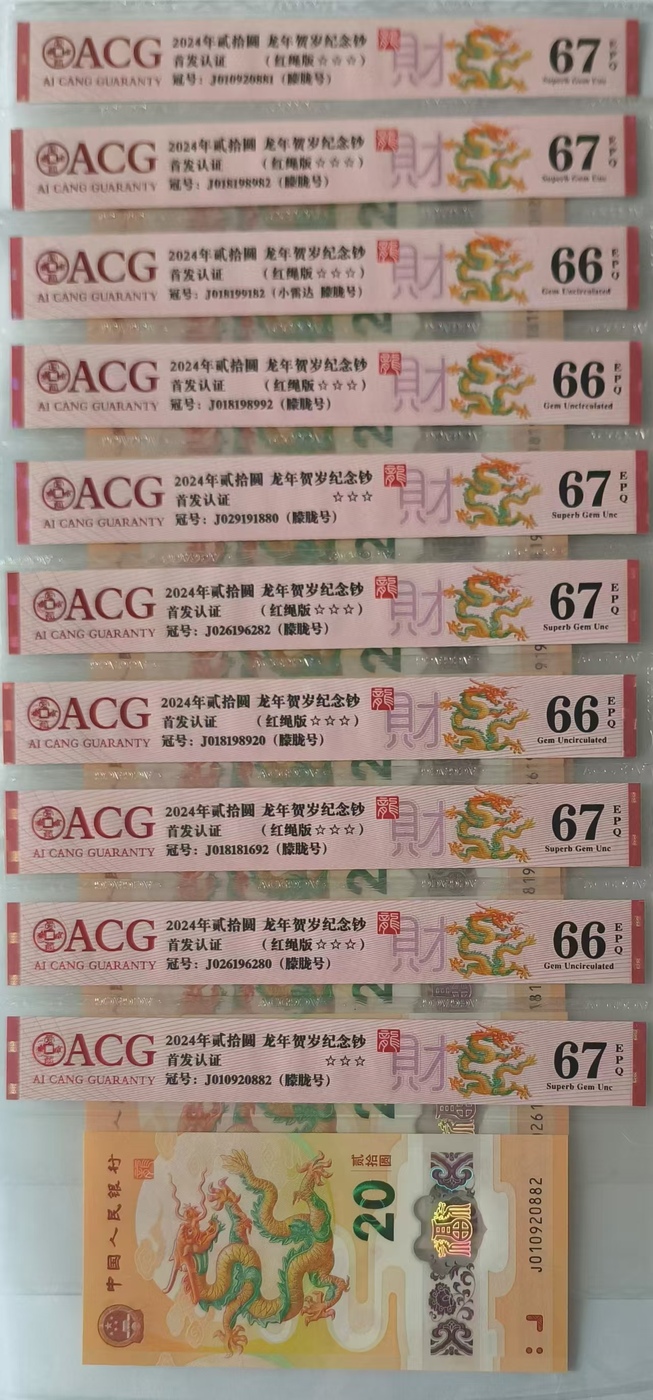 ACG
AI CANG GUARANTY
2024年贰拾圆 龙年贺岁纪念钞
首发认证 (红绳版☆☆☆)
冠号：J010920881 (朦胧号)
龍
財
67
EPQ
Superb Gem Unc
ACG
AI CANG GUARANTY
2024年贰拾圆 龙年贺岁纪念钞
首发认证 (红绳版☆☆☆)
冠号：J018198982 (朦胧号)
龍
財
67
EPQ
Superb Gem Unc
ACG
AI CANG GUARANTY
2024年贰拾圆 龙年贺岁纪念钞
首发认证 (红绳版☆☆☆)
冠号：J018199182 (小雷达 朦胧号)
龍
財
66
EPQ
Gem Uncirculated
ACG
AI CANG GUARANTY
2024年贰拾圆 龙年贺岁纪念钞
首发认证 (红绳版☆☆☆)
冠号：J018198992 (朦胧号)
龍
財
66
EPQ
Gem Uncirculated
ACG
AI CANG GUARANTY
2024年贰拾圆 龙年贺岁纪念钞
首发认证 ☆☆☆
冠号：J029191880 (朦胧号)
龍
財
67
EPQ
Superb Gem Unc
ACG
AI CANG GUARANTY
2024年贰拾圆 龙年贺岁纪念钞
首发认证 (红绳版☆☆☆)
冠号：J026196282 (朦胧号)
龍
財
67
EPQ
Superb Gem Unc
ACG
AI CANG GUARANTY
2024年贰拾圆 龙年贺岁纪念钞
首发认证 (红绳版☆☆☆)
冠号：J018198920 (朦胧号)
龍
財
66
EPQ
Gem Uncirculated
ACG
AI CANG GUARANTY
2024年贰拾圆 龙年贺岁纪念钞
首发认证 (红绳版☆☆☆)
冠号：J018181692 (朦胧号)
龍
財
67
EPQ
Superb Gem Unc
ACG
AI CANG GUARANTY
2024年贰拾圆 龙年贺岁纪念钞
首发认证 (红绳版☆☆☆)
冠号：J026196280 (朦胧号)
龍
財
66
EPQ
Gem Uncirculated
ACG
AI CANG GUARANTY
2024年贰拾圆 龙年贺岁纪念钞
首发认证 ☆☆☆
冠号：J010920882 (朦胧号)
龍
財
67
EPQ
Superb Gem Unc
中国人民银行
贰拾圆
20
福
J010920882